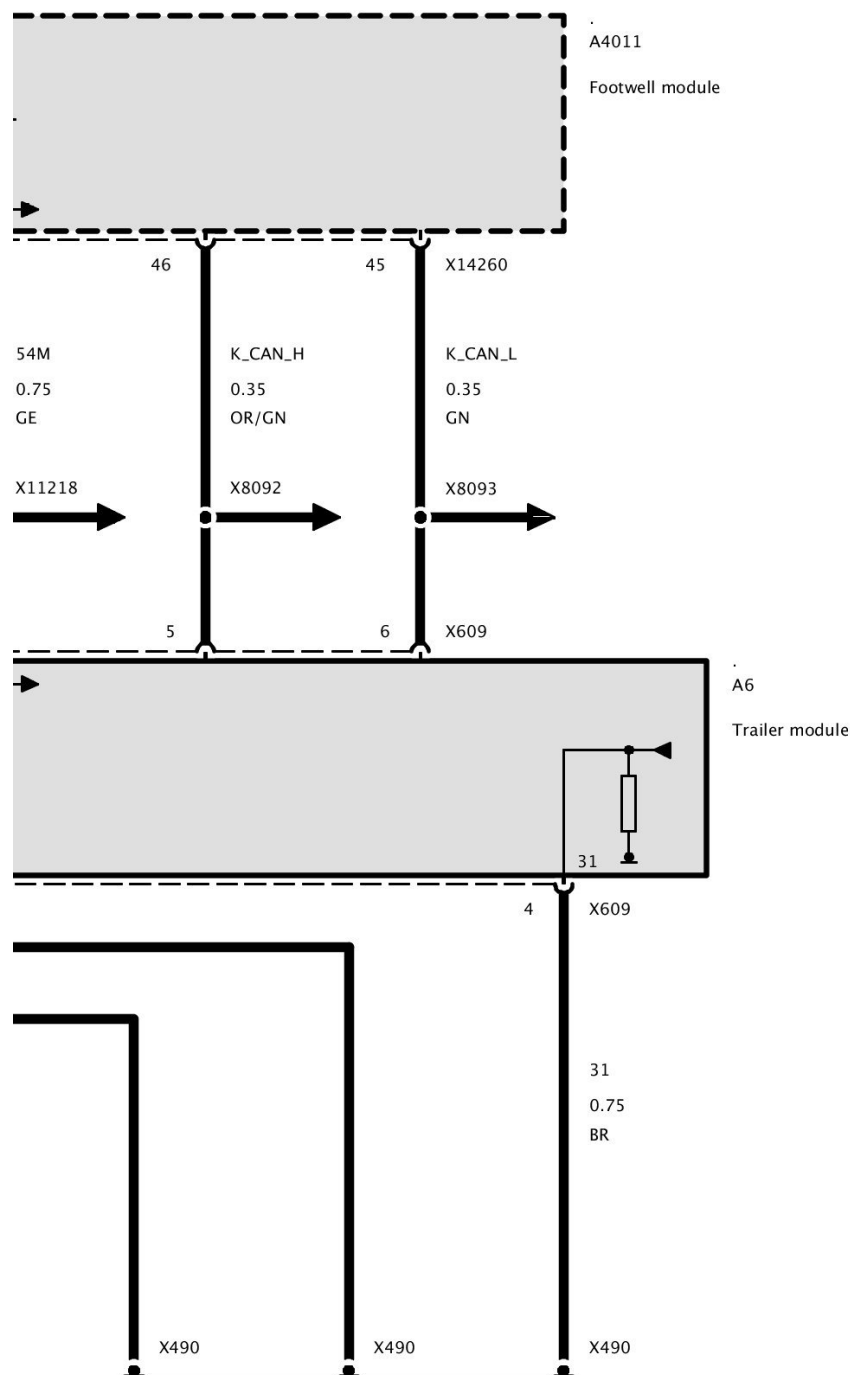 .
A4011
Footwell module
46
45
X14260
54M
K_CAN_H
K_CAN_L
0.75
0.35
0.35
GE
OR/GN
GN
X11218
X8092
X8093
5
6
X609
.
A6
Trailer module
31
4
X609
31
0.75
BR
X490
X490
X490